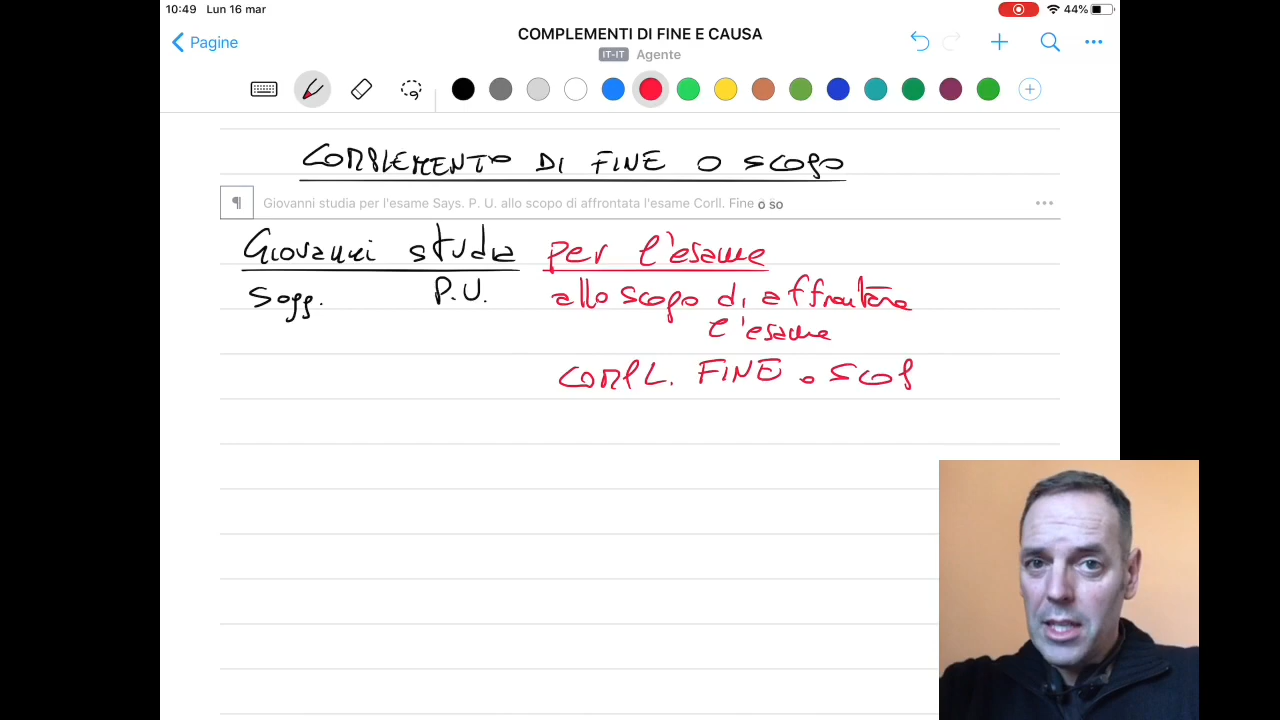 10:49 Lun 16 mar 44%
Pagine
COMPLEMENTI DI FINE E CAUSA
IT-IT Agente
COMPLEMENTO DI FINE O SCOPO
¶ Giovanni studia per l'esame Says. P. U. allo scopo di affrontata l'esame Corll. Fine o so
Giovanni studia per l'esame
Sogg. P.U. allo scopo di affrontare
l'esame
COMPL. FINE o SCOP